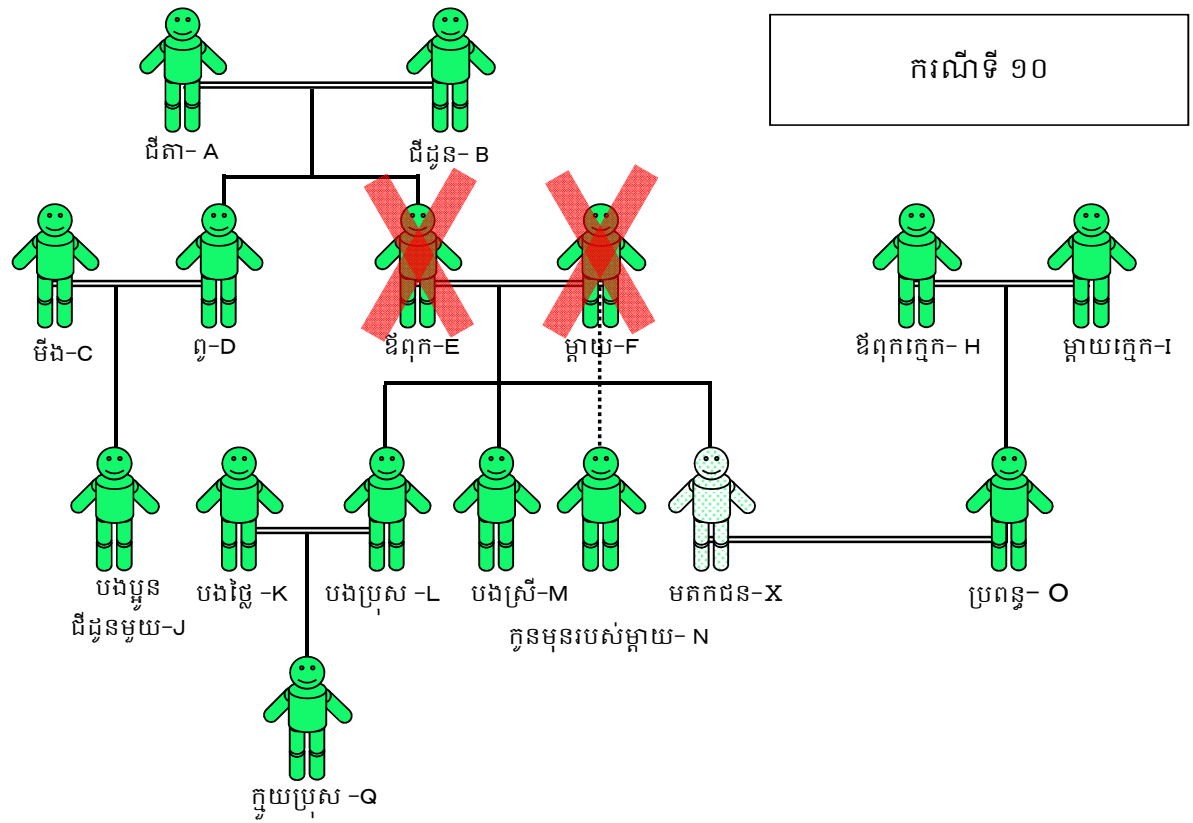 ករណីទី ១០
ជីតា- A
ជីដូន- B
មីង-C
ពូ-D
ឪពុក-E
ម្តាយ-F
ឪពុកក្មេក- H
ម្តាយក្មេក-I
បងប្អូន
ជីដូនមួយ-J
បងថ្លៃ -K
បងប្រុស -L
បងស្រី-M
កូនមុនរបស់ម្តាយ- N
មតកជន-X
ប្រពន្ធ- O
ក្មួយប្រុស -Q